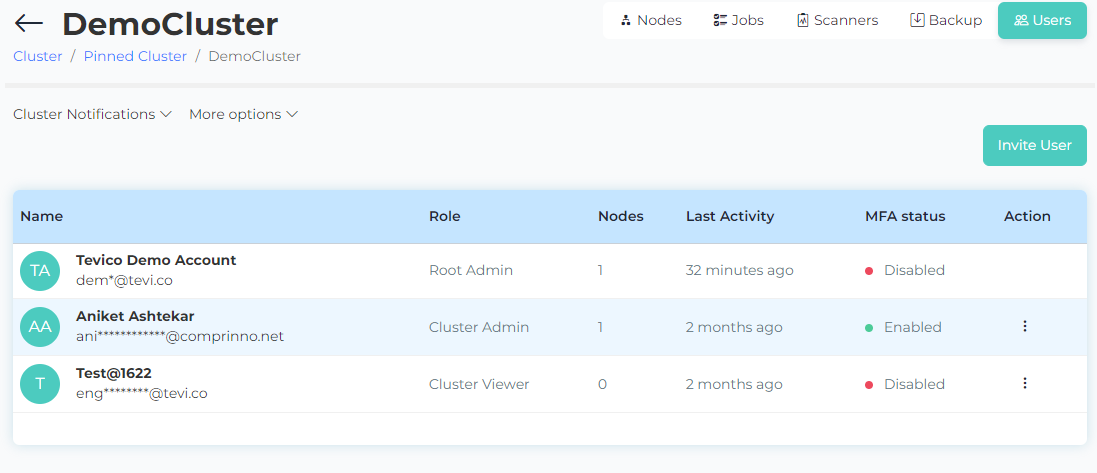 DemoCluster
Nodes Jobs Scanners Backup Users
Cluster / Pinned Cluster / DemoCluster
Cluster Notifications More options
Invite User
Name Role Nodes Last Activity MFA status Action
TA Tevico Demo Account
dem*@tevi.co Root Admin 1 32 minutes ago Disabled
AA Aniket Ashtekar
ani************@comprinno.net Cluster Admin 1 2 months ago Enabled
T Test@1622
eng********@tevi.co Cluster Viewer 0 2 months ago Disabled